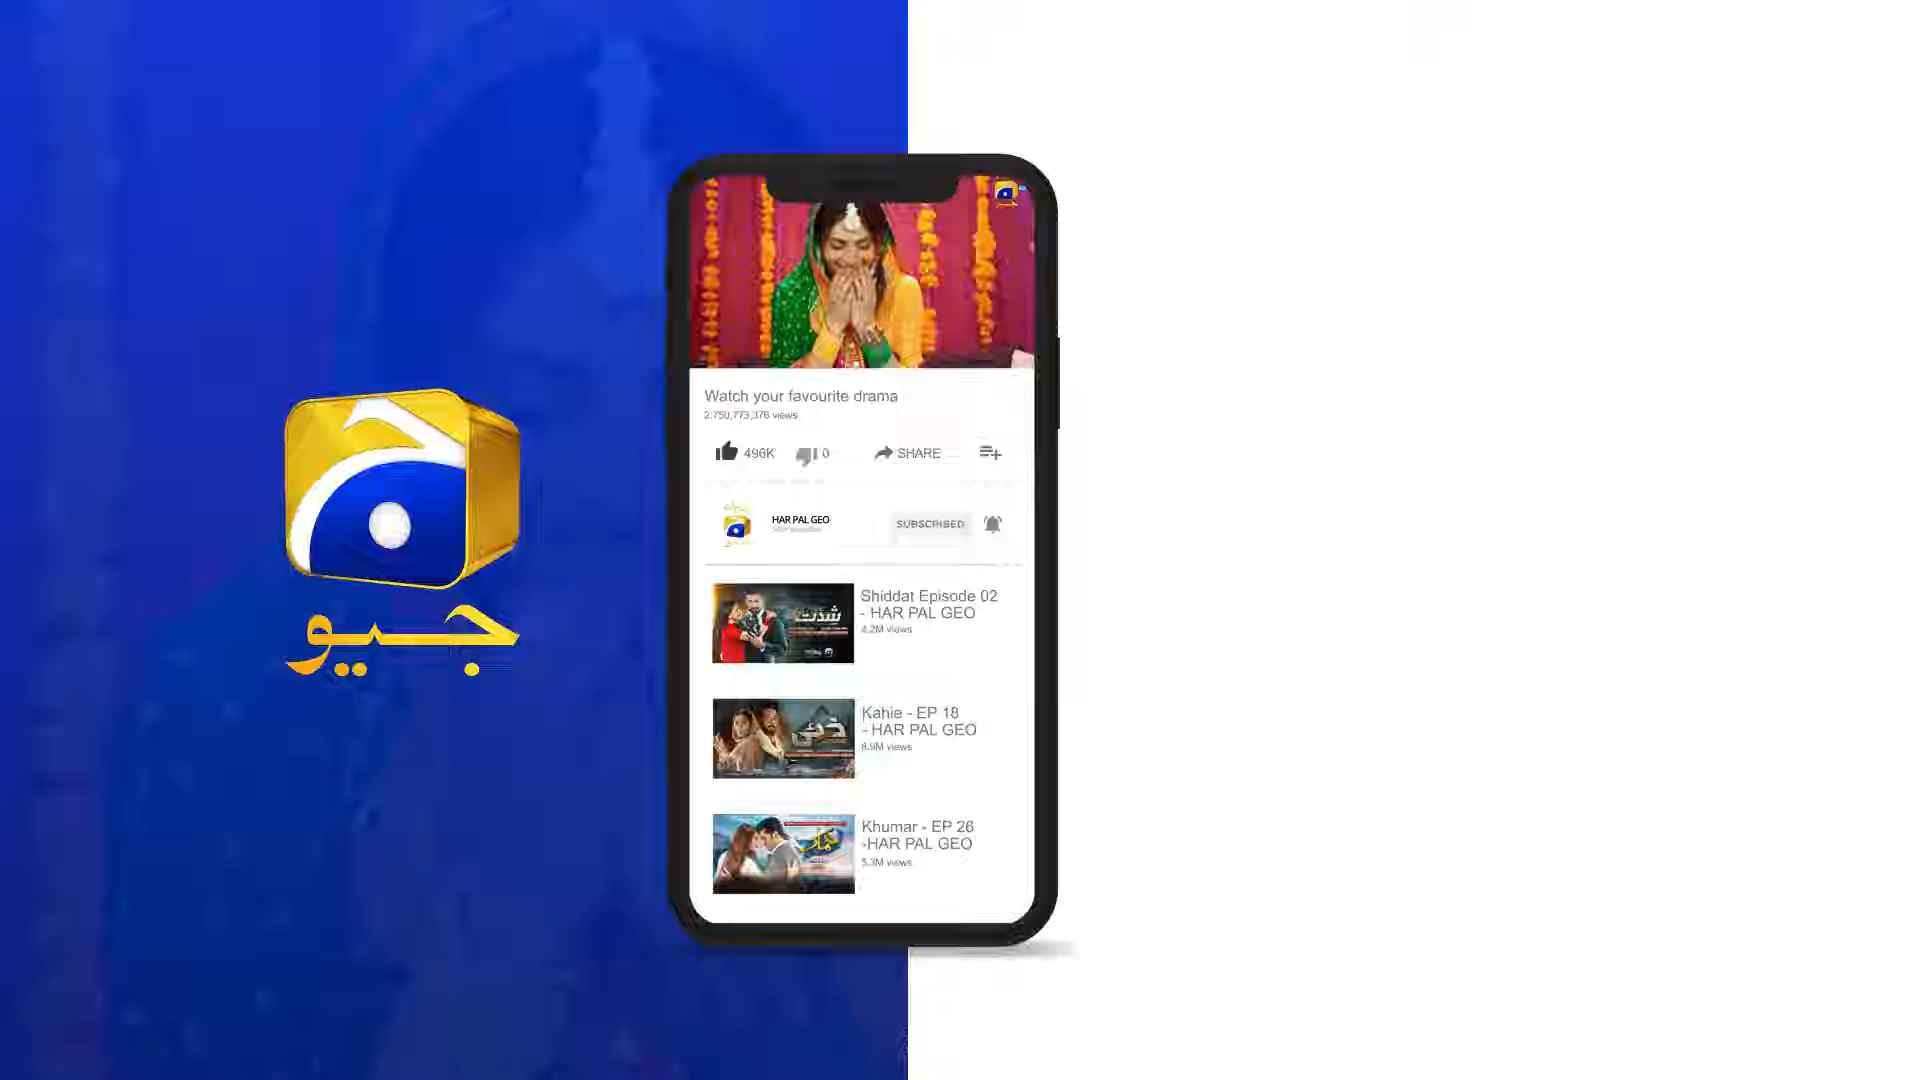 جیو
Watch your favourite drama
2,750,773,378 views
496K
0
SHARE
HAR PAL GEO
SUBSCRIBED
Shiddat Episode 02
- HAR PAL GEO
4.2M views
شدت
Kahie - EP 18
- HAR PAL GEO
8.9M views
Khumar - EP 26
-HAR PAL GEO
5.3M views
خمار